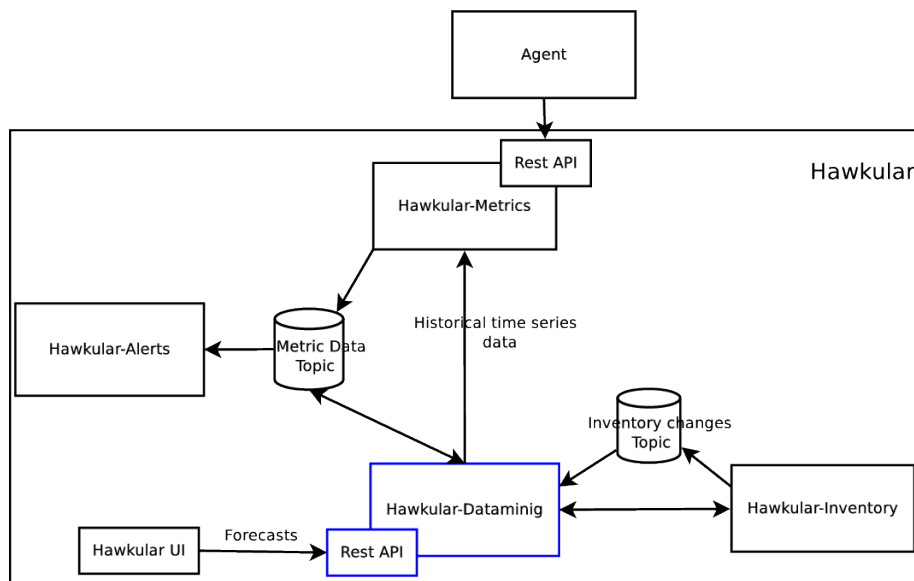 Agent
Rest API
Hawkular
Hawkular-Metrics
Historical time series
data
Hawkular-Alerts
Metric Data
Topic
Inventory changes
Topic
Hawkular-Dataminig
Hawkular-Inventory
Forecasts
Hawkular UI
Rest API